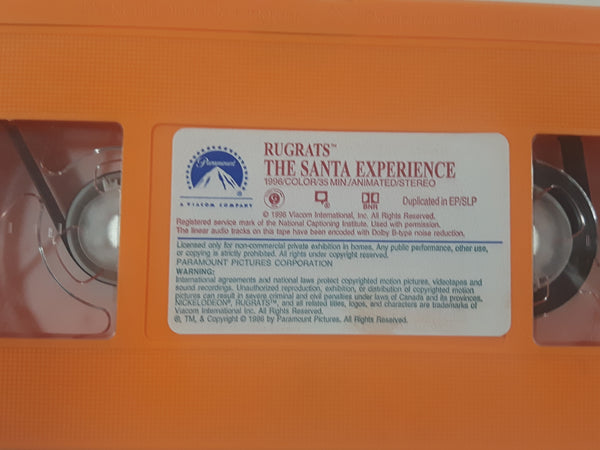 Paramount
®
A VIACOM COMPANY
RUGRATS™
THE SANTA EXPERIENCE
1996/COLOR/35 MIN./ANIMATED/STEREO
BNR Duplicated in EP/SLP
© 1996 Viacom International, Inc. All Rights Reserved.
Registered service mark of the National Captioning Institute. Used with permission.
The linear audio tracks on this tape have been encoded with Dolby B-type noise reduction.
Licensed only for non-commercial private exhibition in homes. Any public performance, other use,
or copying is strictly prohibited. All rights under copyright reserved.
PARAMOUNT PICTURES CORPORATION
WARNING:
International agreements and national laws protect copyrighted motion pictures, videotapes and
sound recordings. Unauthorized reproduction, exhibition, or distribution of copyrighted motion
pictures can result in severe criminal and civil penalties under laws of Canada and its provinces.
NICKELODEON®, RUGRATS™, and all related titles, logos, and characters are trademarks of
Viacom International Inc. All rights reserved.
®, TM, & Copyright © 1996 by Paramount Pictures. All Rights Reserved.